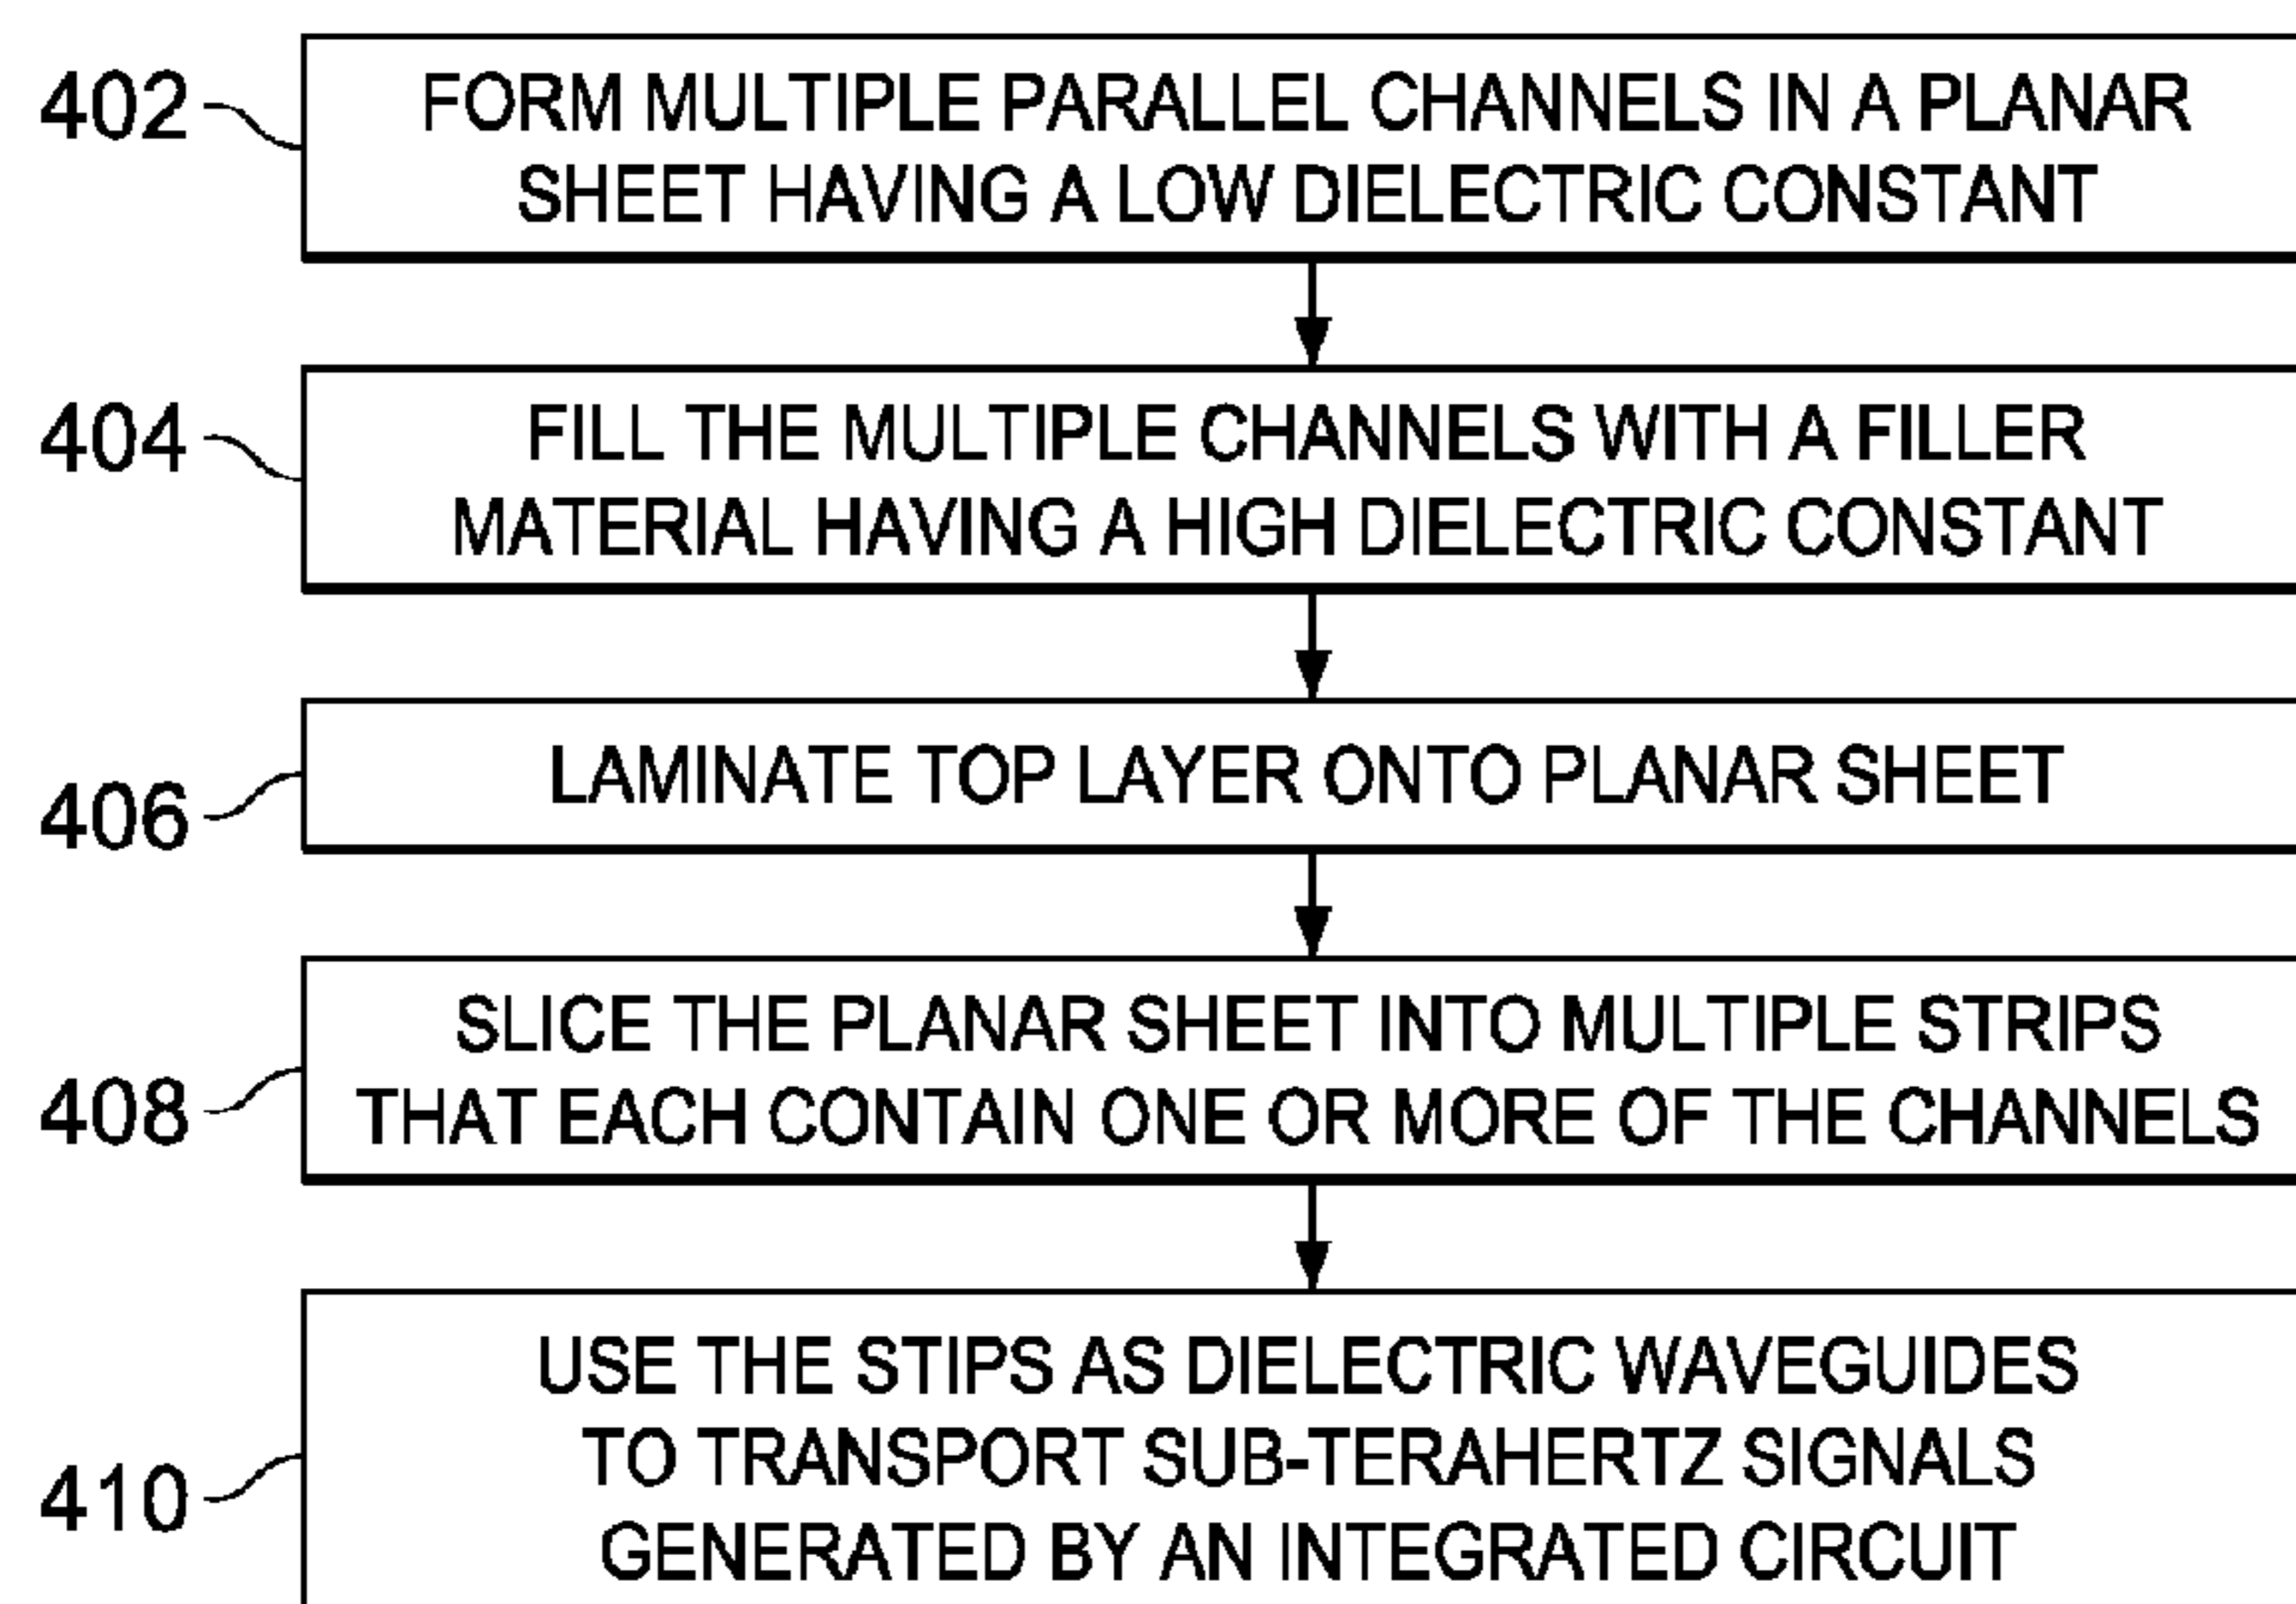 402
FORM MULTIPLE PARALLEL CHANNELS IN A PLANAR
SHEET HAVING A LOW DIELECTRIC CONSTANT
404
FILL THE MULTIPLE CHANNELS WITH A FILLER
MATERIAL HAVING A HIGH DIELECTRIC CONSTANT
406
LAMINATE TOP LAYER ONTO PLANAR SHEET
408
SLICE THE PLANAR SHEET INTO MULTIPLE STRIPS
THAT EACH CONTAIN ONE OR MORE OF THE CHANNELS
410
USE THE STIPS AS DIELECTRIC WAVEGUIDES
TO TRANSPORT SUB-TERAHERTZ SIGNALS
GENERATED BY AN INTEGRATED CIRCUIT